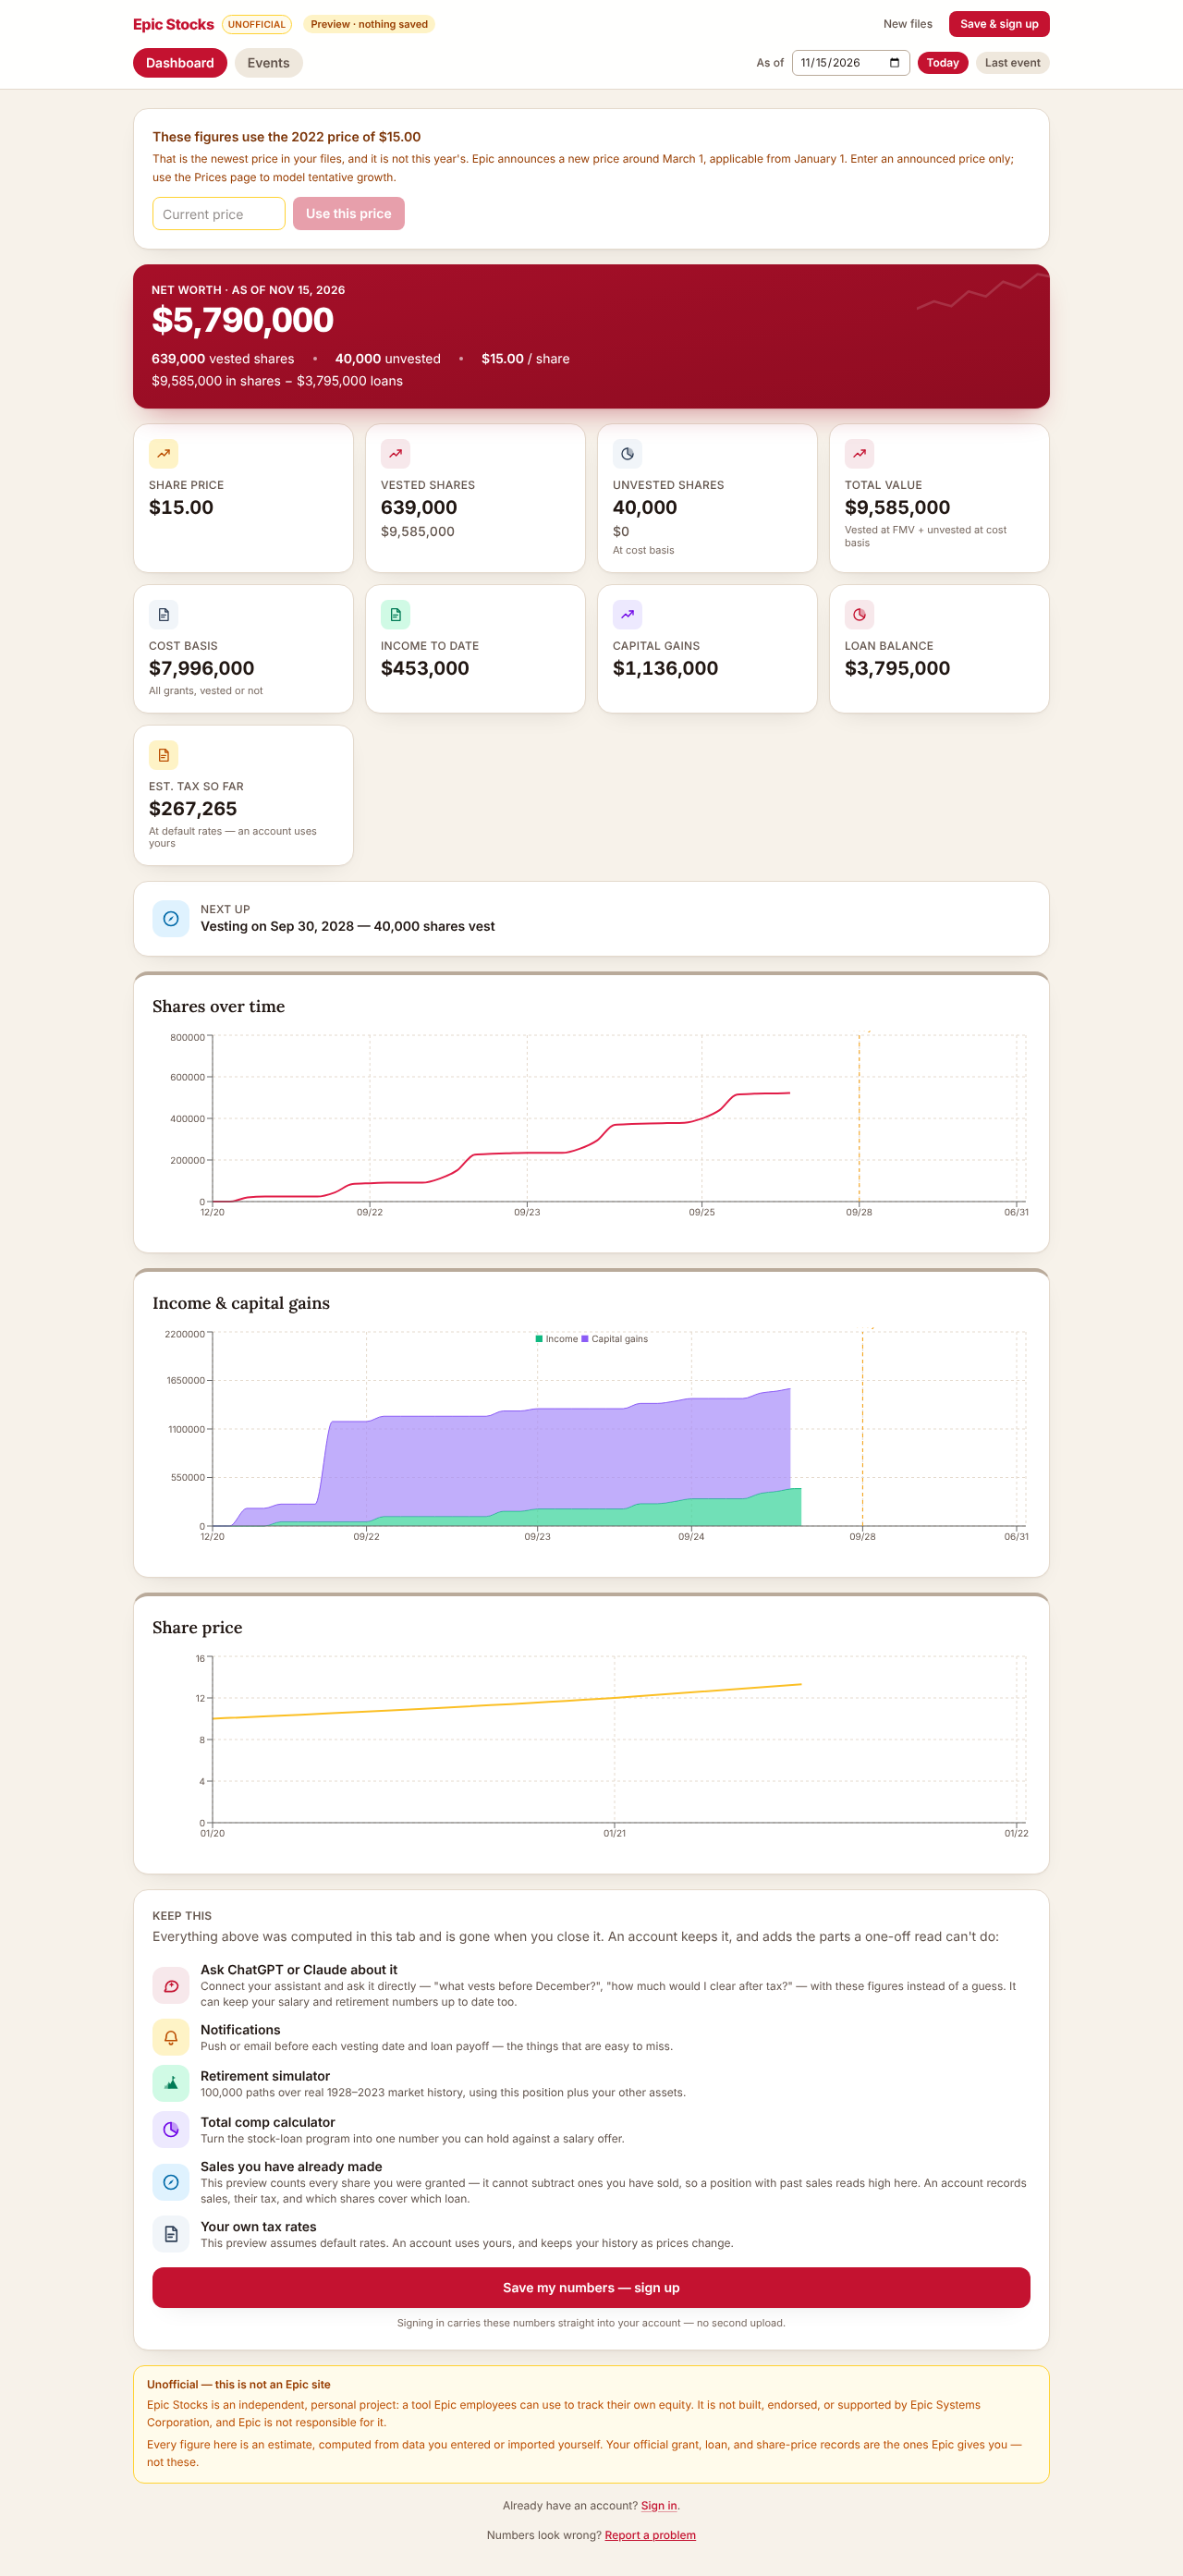 Epic Stocks UNOFFICIAL Preview · nothing saved New files Save & sign up
Dashboard Events As of 11/15/2026 Today Last event
These figures use the 2022 price of $15.00
That is the newest price in your files, and it is not this year's. Epic announces a new price around March 1, applicable from January 1. Enter an announced price only;
use the Prices page to model tentative growth.
Current price Use this price
NET WORTH · AS OF NOV 15, 2026
$5,790,000
639,000 vested shares • 40,000 unvested • $15.00 / share
$9,585,000 in shares − $3,795,000 loans
SHARE PRICE
$15.00
VESTED SHARES
639,000
$9,585,000
UNVESTED SHARES
40,000
$0
At cost basis
TOTAL VALUE
$9,585,000
Vested at FMV + unvested at cost
basis
COST BASIS
$7,996,000
All grants, vested or not
INCOME TO DATE
$453,000
CAPITAL GAINS
$1,136,000
LOAN BALANCE
$3,795,000
EST. TAX SO FAR
$267,265
At default rates — an account uses
yours
NEXT UP
Vesting on Sep 30, 2028 — 40,000 shares vest
Shares over time
800000
600000
400000
200000
0
12/20 09/22 09/23 09/25 09/28 06/31
Income & capital gains
2200000
Income Capital gains
1650000
1100000
550000
0
12/20 09/22 09/23 09/24 09/28 06/31
Share price
16
12
8
4
0
01/20 01/21 01/22
KEEP THIS
Everything above was computed in this tab and is gone when you close it. An account keeps it, and adds the parts a one-off read can't do:
Ask ChatGPT or Claude about it
Connect your assistant and ask it directly — "what vests before December?", "how much would I clear after tax?" — with these figures instead of a guess. It
can keep your salary and retirement numbers up to date too.
Notifications
Push or email before each vesting date and loan payoff — the things that are easy to miss.
Retirement simulator
100,000 paths over real 1928–2023 market history, using this position plus your other assets.
Total comp calculator
Turn the stock-loan program into one number you can hold against a salary offer.
Sales you have already made
This preview counts every share you were granted — it cannot subtract ones you have sold, so a position with past sales reads high here. An account records
sales, their tax, and which shares cover which loan.
Your own tax rates
This preview assumes default rates. An account uses yours, and keeps your history as prices change.
Save my numbers — sign up
Signing in carries these numbers straight into your account — no second upload.
Unofficial — this is not an Epic site
Epic Stocks is an independent, personal project: a tool Epic employees can use to track their own equity. It is not built, endorsed, or supported by Epic Systems
Corporation, and Epic is not responsible for it.
Every figure here is an estimate, computed from data you entered or imported yourself. Your official grant, loan, and share-price records are the ones Epic gives you —
not these.
Already have an account? Sign in.
Numbers look wrong? Report a problem